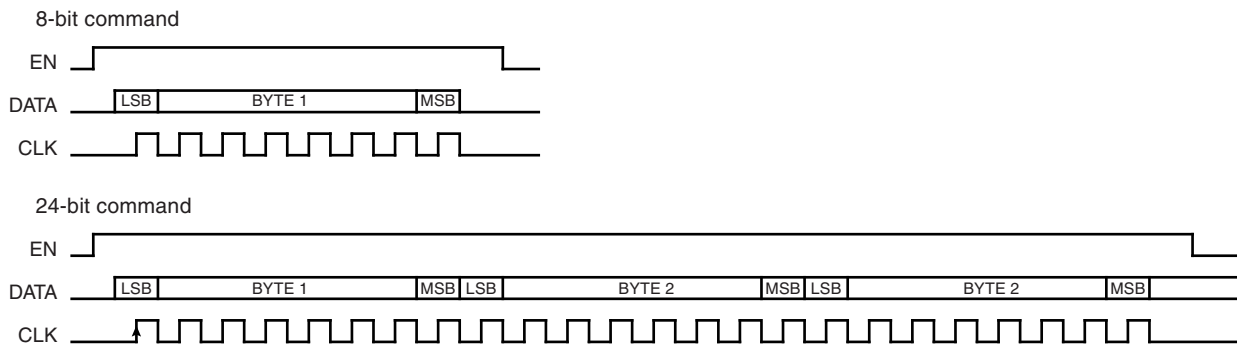 8-bit command
EN
DATA LSB BYTE 1 MSB
CLK
24-bit command
EN
DATA LSB BYTE 1 MSB LSB BYTE 2 MSB LSB BYTE 2 MSB
CLK